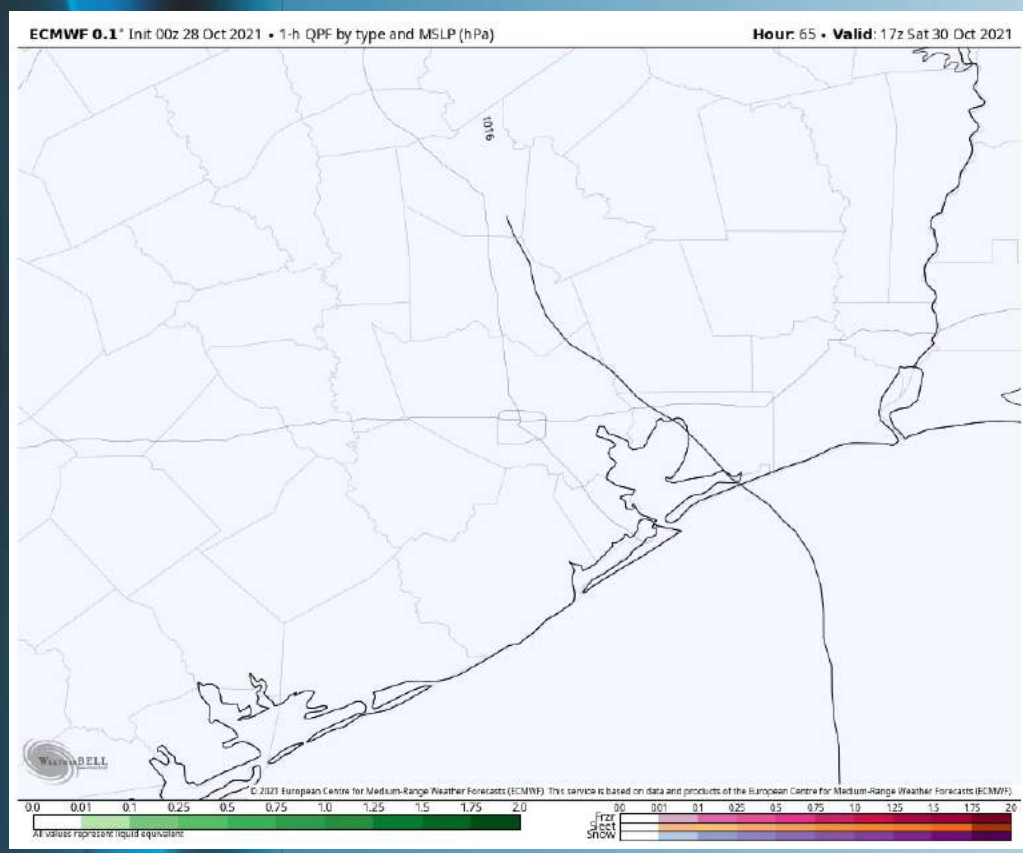 ECMWF 0.1° Init 00z 28 Oct 2021 • 1-h QPF by type and MSLP (hPa)
Hour: 65 • Valid: 17z Sat 30 Oct 2021
1016
WEATHERBELL
© 2021 European Centre for Medium-Range Weather Forecasts (ECMWF). This service is based on data and products of the European Centre for Medium-Range Weather Forecasts (ECMWF).
0.0 0.01 0.1 0.25 0.5 0.75 1.0 1.25 1.5 1.75 2.0
All values represent liquid equivalent
0.0 0.01 0.1 0.25 0.5 0.75 1.0 1.25 1.5 1.75 2.0
Frzr
Sleet
Snow